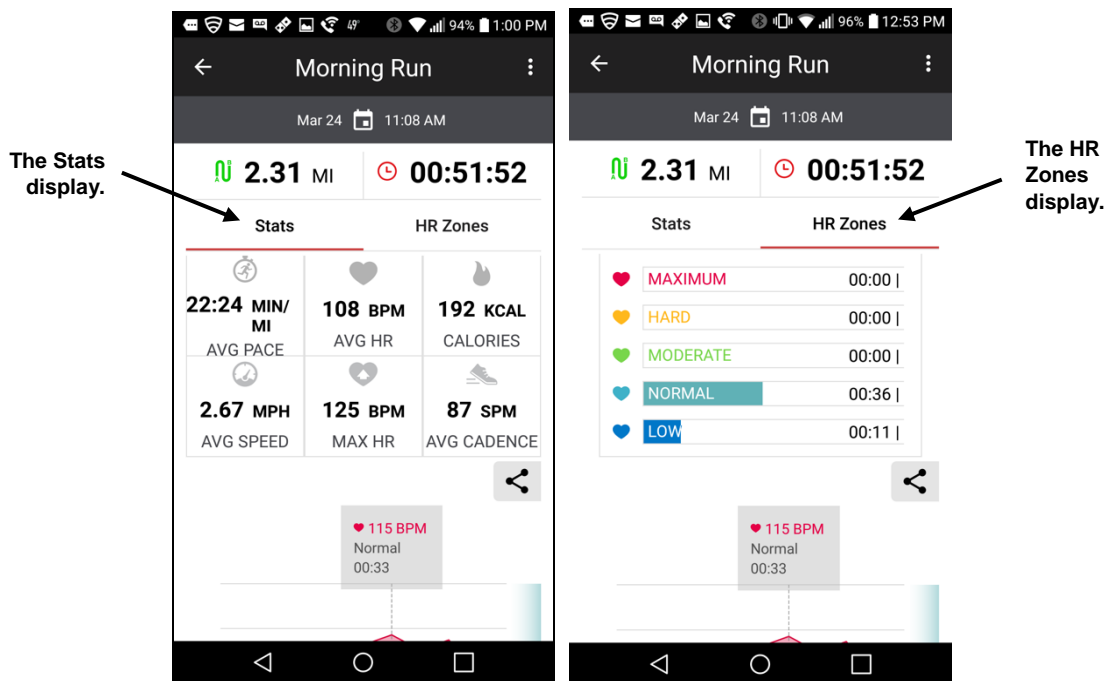 The Stats
display.
49°
94%
1:00 PM
Morning Run
Mar 24
11:08 AM
2.31 MI
00:51:52
Stats
HR Zones
22:24 MIN/
MI
AVG PACE
108 BPM
AVG HR
192 KCAL
CALORIES
2.67 MPH
AVG SPEED
125 BPM
MAX HR
87 SPM
AVG CADENCE
115 BPM
Normal
00:33
96%
12:53 PM
Morning Run
Mar 24
11:08 AM
2.31 MI
00:51:52
Stats
HR Zones
MAXIMUM 00:00 |
HARD 00:00 |
MODERATE 00:00 |
NORMAL 00:36 |
LOW 00:11 |
115 BPM
Normal
00:33
The HR
Zones
display.